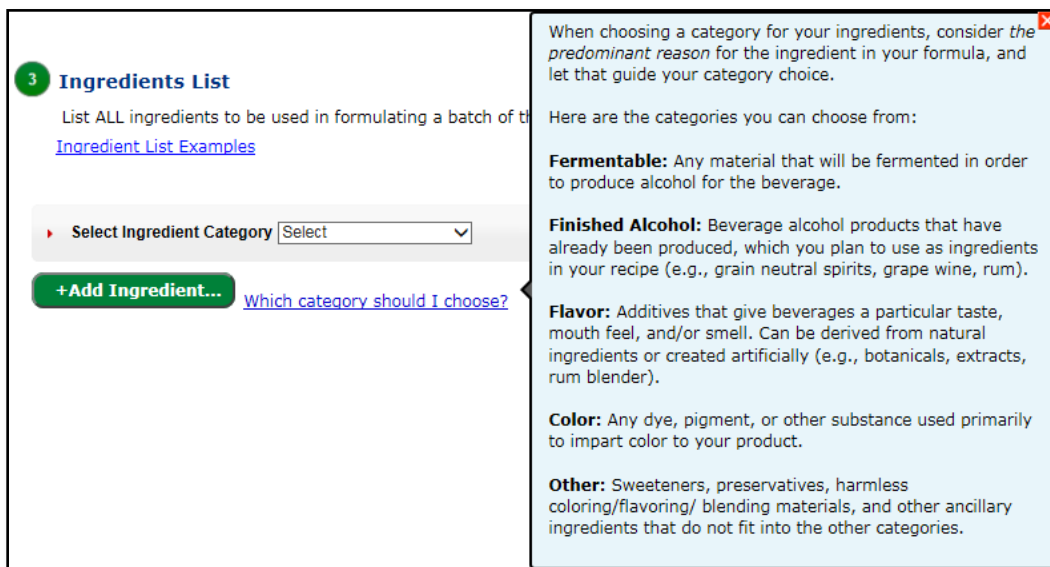 3 Ingredients List
List ALL ingredients to be used in formulating a batch of th
Ingredient List Examples
Select Ingredient Category Select
+Add Ingredient... Which category should I choose?
When choosing a category for your ingredients, consider the
predominant reason for the ingredient in your formula, and
let that guide your category choice.
Here are the categories you can choose from:
Fermentable: Any material that will be fermented in order
to produce alcohol for the beverage.
Finished Alcohol: Beverage alcohol products that have
already been produced, which you plan to use as ingredients
in your recipe (e.g., grain neutral spirits, grape wine, rum).
Flavor: Additives that give beverages a particular taste,
mouth feel, and/or smell. Can be derived from natural
ingredients or created artificially (e.g., botanicals, extracts,
rum blender).
Color: Any dye, pigment, or other substance used primarily
to impart color to your product.
Other: Sweeteners, preservatives, harmless
coloring/flavoring/ blending materials, and other ancillary
ingredients that do not fit into the other categories.